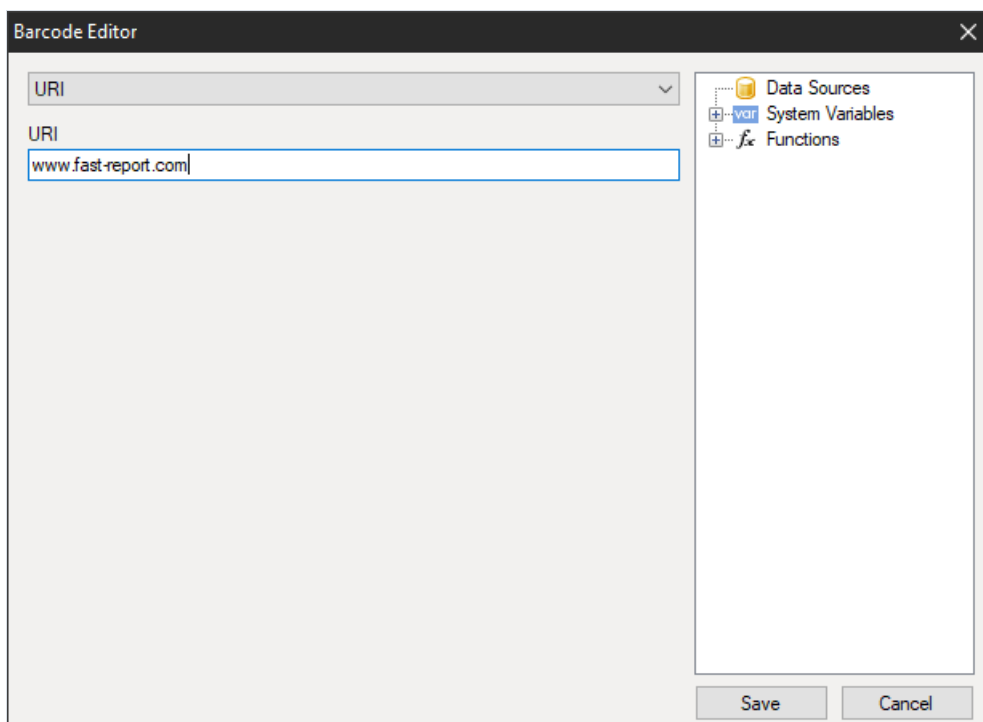 Barcode Editor
URI
URI
www.fast-report.com
Data Sources
var System Variables
fx Functions
Save
Cancel